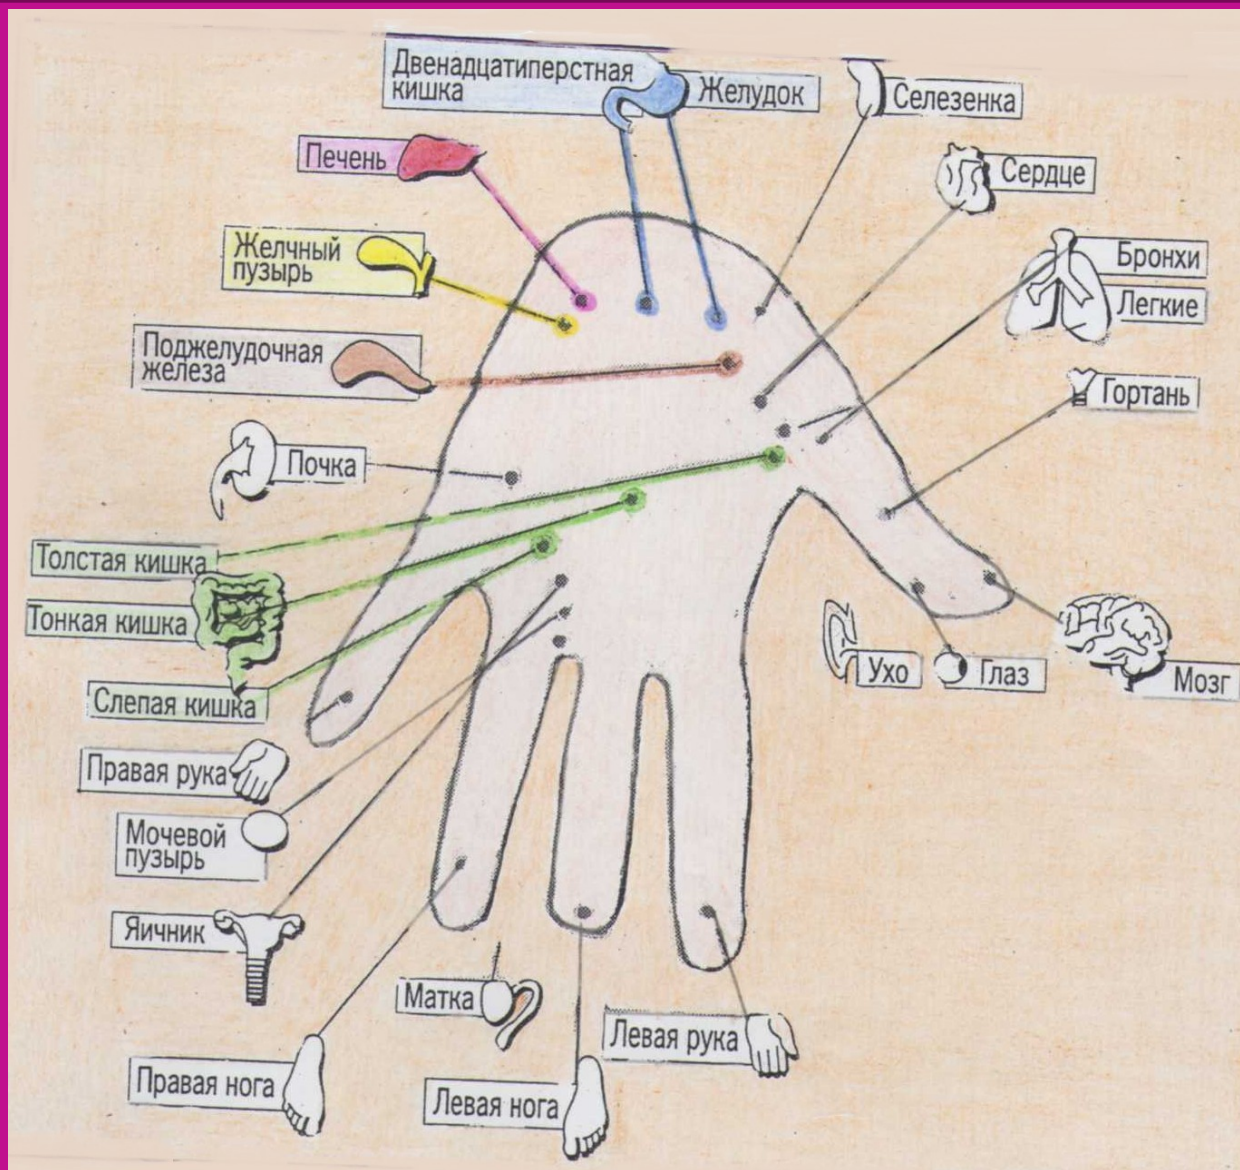 Двенадцатиперстная
кишка
Желудок
Селезенка
Печень
Сердце
Желчный
пузырь
Бронхи
Легкие
Поджелудочная
железа
Гортань
Почка
Толстая кишка
Тонкая кишка
Ухо
Глаз
Мозг
Слепая кишка
Правая рука
Мочевой
пузырь
Яичник
Матка
Левая рука
Правая нога
Левая нога